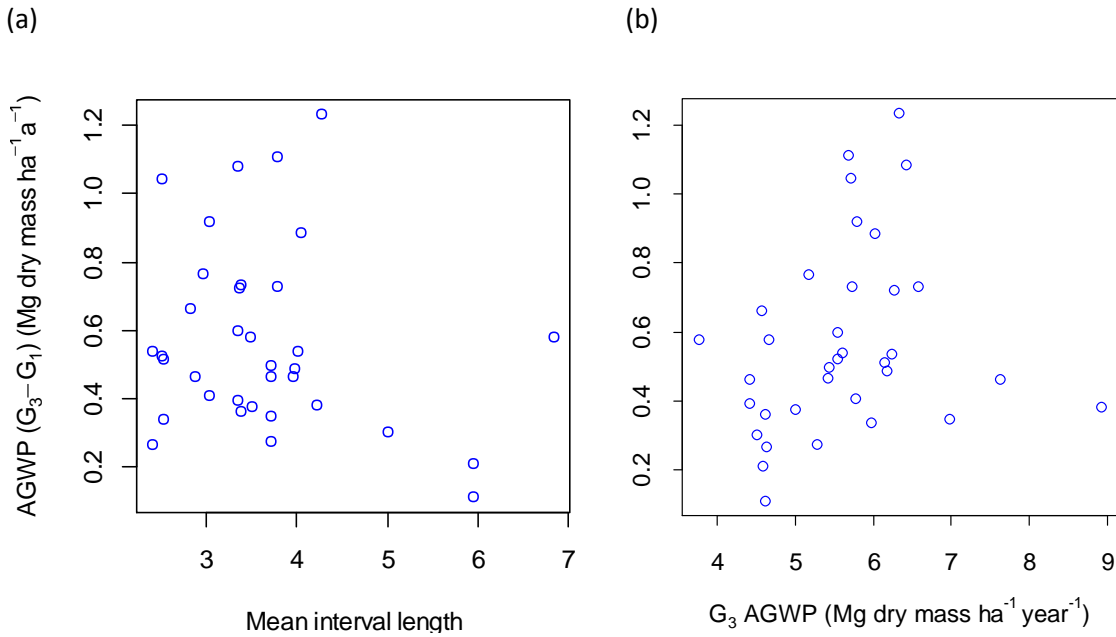 (a)
(b)
AGWP (G₃–G₁) (Mg dry mass ha⁻¹a⁻¹)
1.2
1.0
0.8
0.6
0.4
0.2
3 4 5 6 7
Mean interval length
1.2
1.0
0.8
0.6
0.4
0.2
4 5 6 7 8 9
G₃ AGWP (Mg dry mass ha⁻¹ year⁻¹)